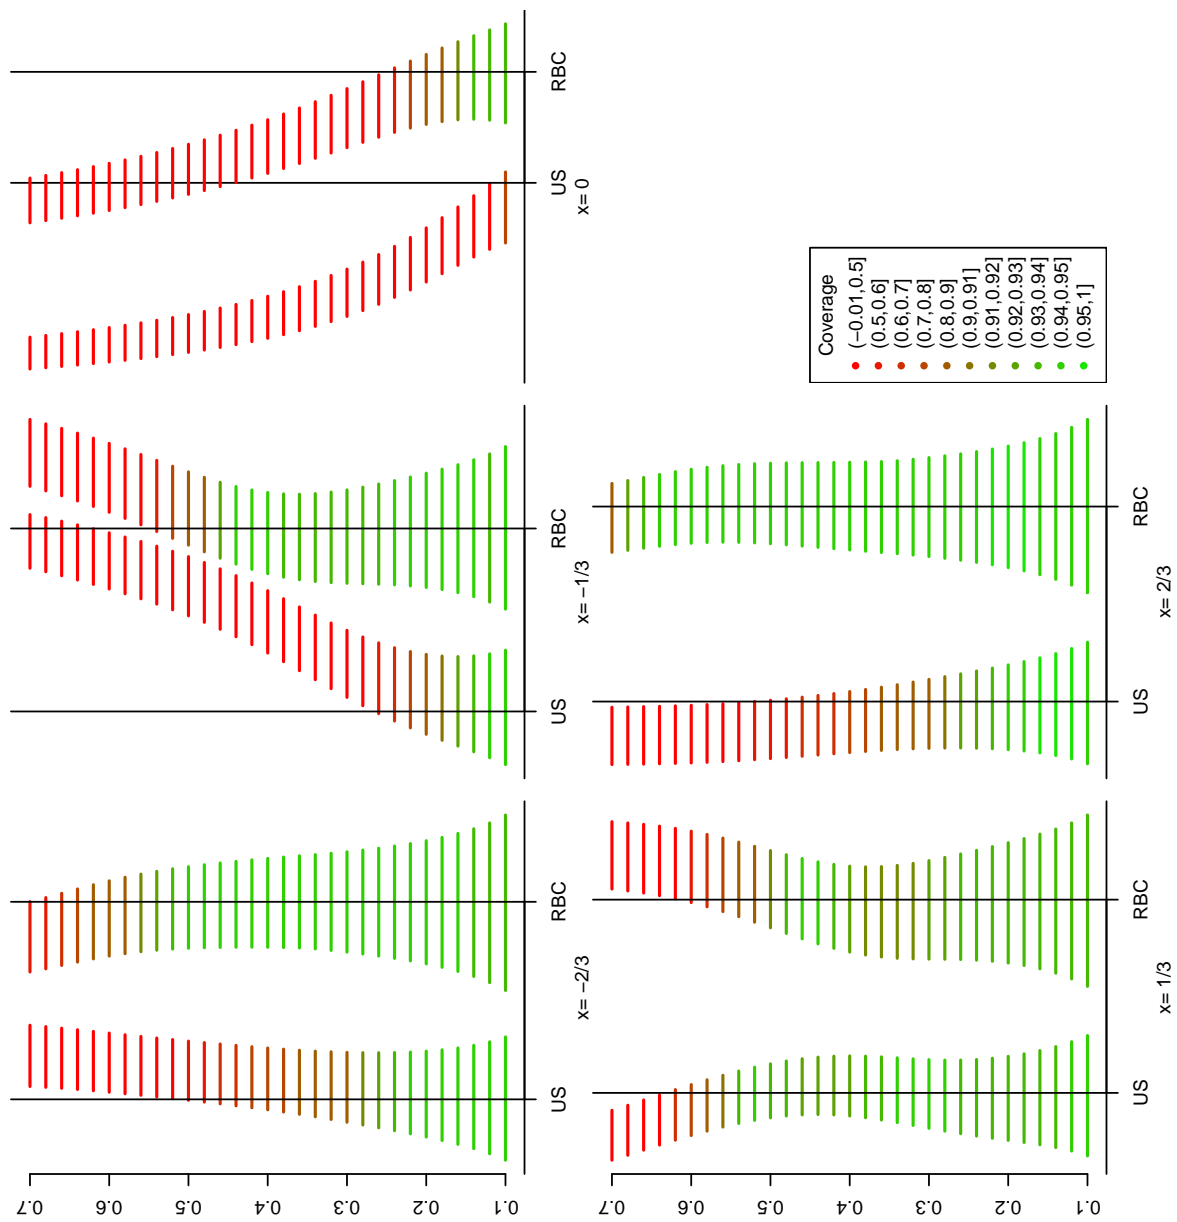 RBC
US
x= 0
RBC
US
x= −1/3
RBC
US
x= −2/3
0.7
0.6
0.5
0.4
0.3
0.2
0.1
Coverage
(−0.01,0.5]
(0.5,0.6]
(0.6,0.7]
(0.7,0.8]
(0.8,0.9]
(0.9,0.91]
(0.91,0.92]
(0.92,0.93]
(0.93,0.94]
(0.94,0.95]
(0.95,1]
RBC
US
x= 2/3
RBC
US
x= 1/3
0.7
0.6
0.5
0.4
0.3
0.2
0.1